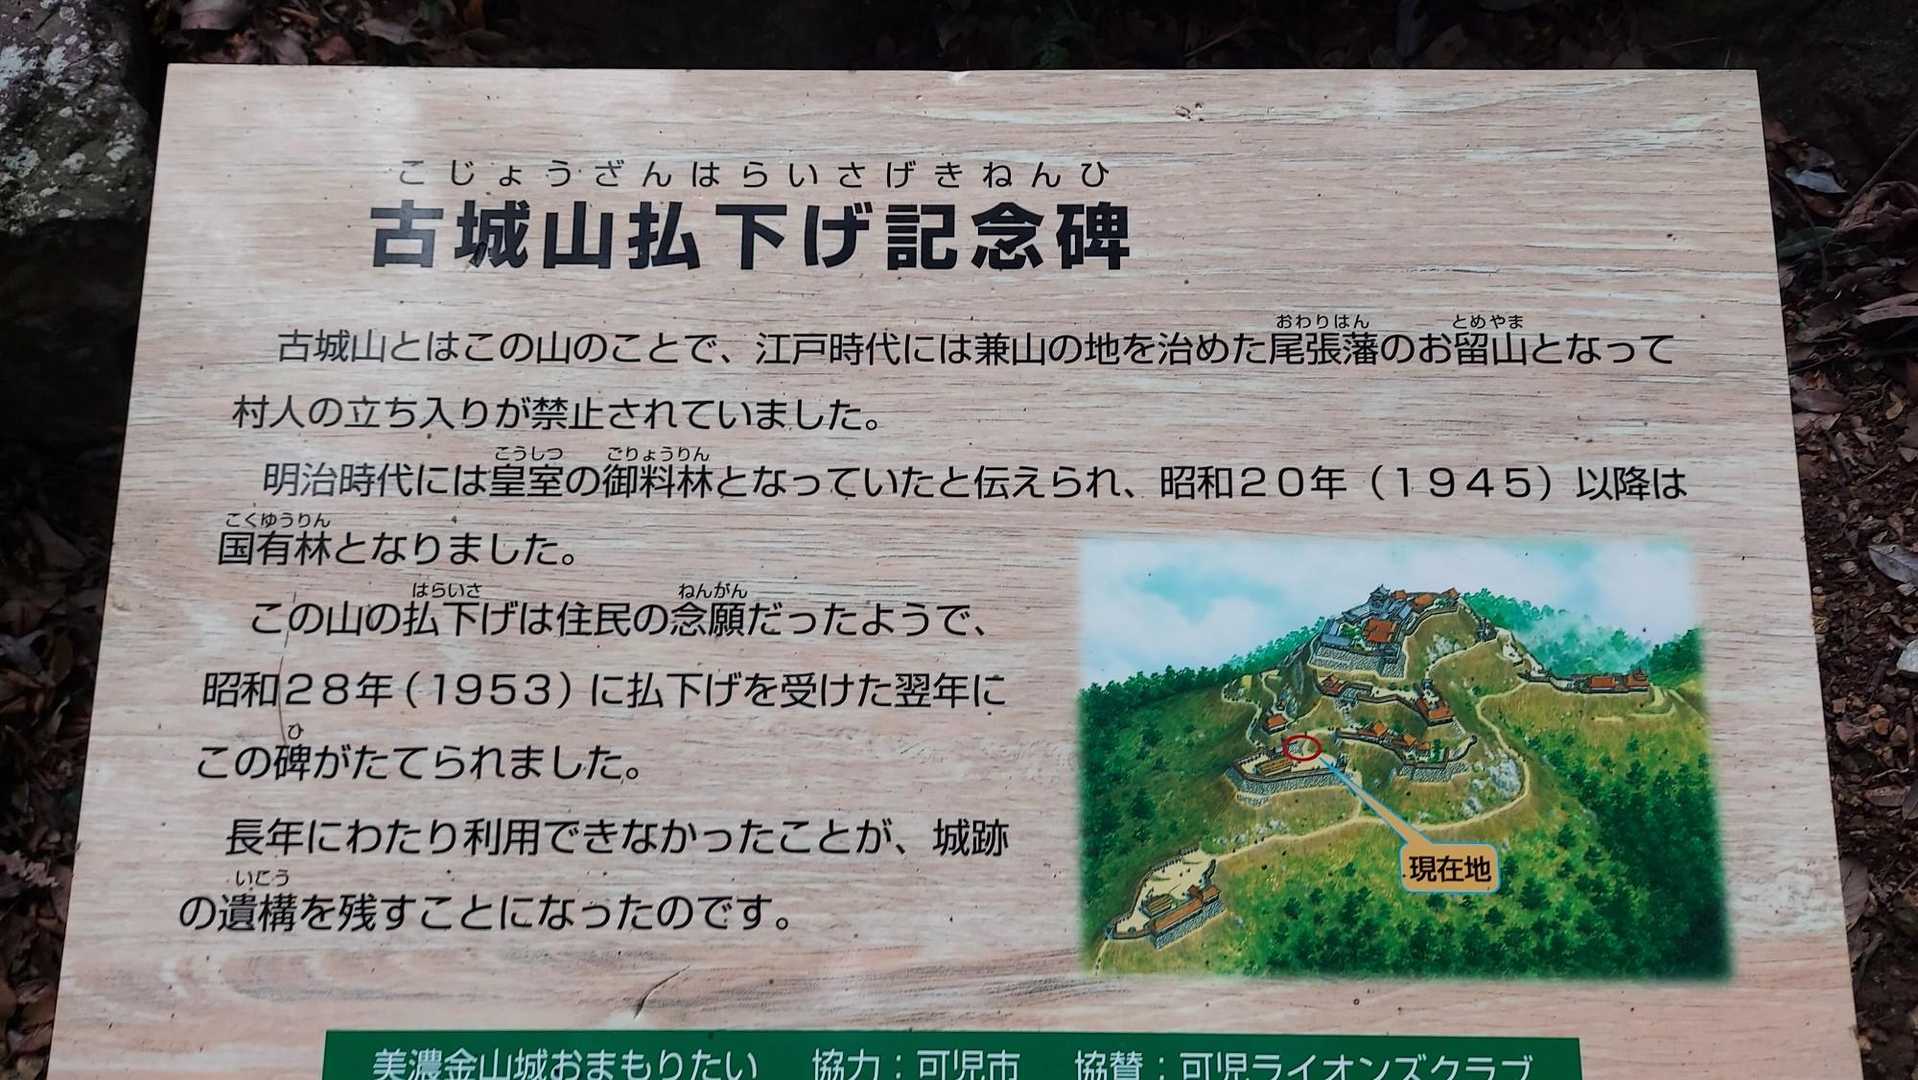 こじょうざんはらいさげきねんひ
古城山払下げ記念碑
おわりはん とめやま
古城山とはこの山のことで、江戸時代には兼山の地を治めた尾張藩のお留山となって
村人の立ち入りが禁止されていました。
こうしつ ごりょうりん
明治時代には皇室の御料林となっていたと伝えられ、昭和20年（1945）以降は
こくゆうりん
国有林となりました。
はらいさ ねんがん
この山の払下げは住民の念願だったようで、
昭和28年（1953）に払下げを受けた翌年に
ひ
この碑がたてられました。
長年にわたり利用できなかったことが、城跡
いこう
の遺構を残すことになったのです。
現在地
美濃金山城おまもりたい 協力：可児市 協賛：可児ライオンズクラブ